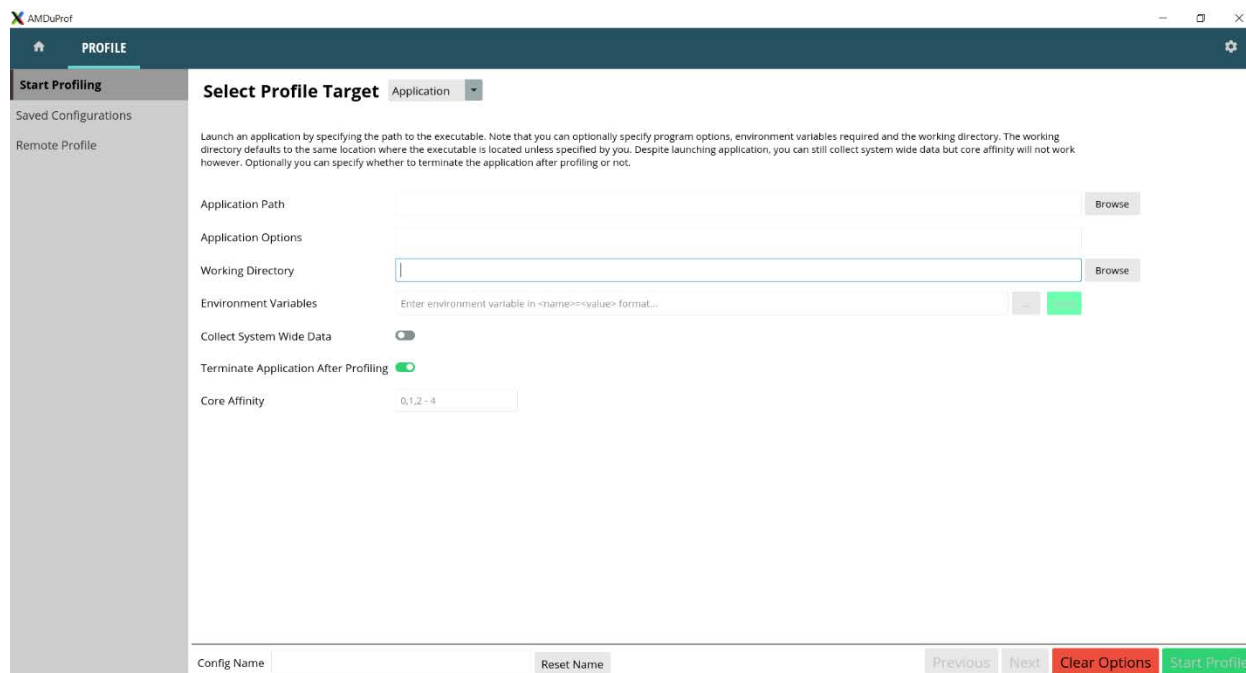 AMDuProf
PROFILE
Start Profiling
Saved Configurations
Remote Profile
Select Profile Target Application
Launch an application by specifying the path to the executable. Note that you can optionally specify program options, environment variables required and the working directory. The working
directory defaults to the same location where the executable is located unless specified by you. Despite launching application, you can still collect system wide data but core affinity will not work
however. Optionally you can specify whether to terminate the application after profiling or not.
Application Path Browse
Application Options
Working Directory Browse
Environment Variables Enter environment variable in <name>=<value> format... ...
Collect System Wide Data
Terminate Application After Profiling
Core Affinity 0,1,2 - 4
Config Name Reset Name Previous Next Clear Options Start Profile